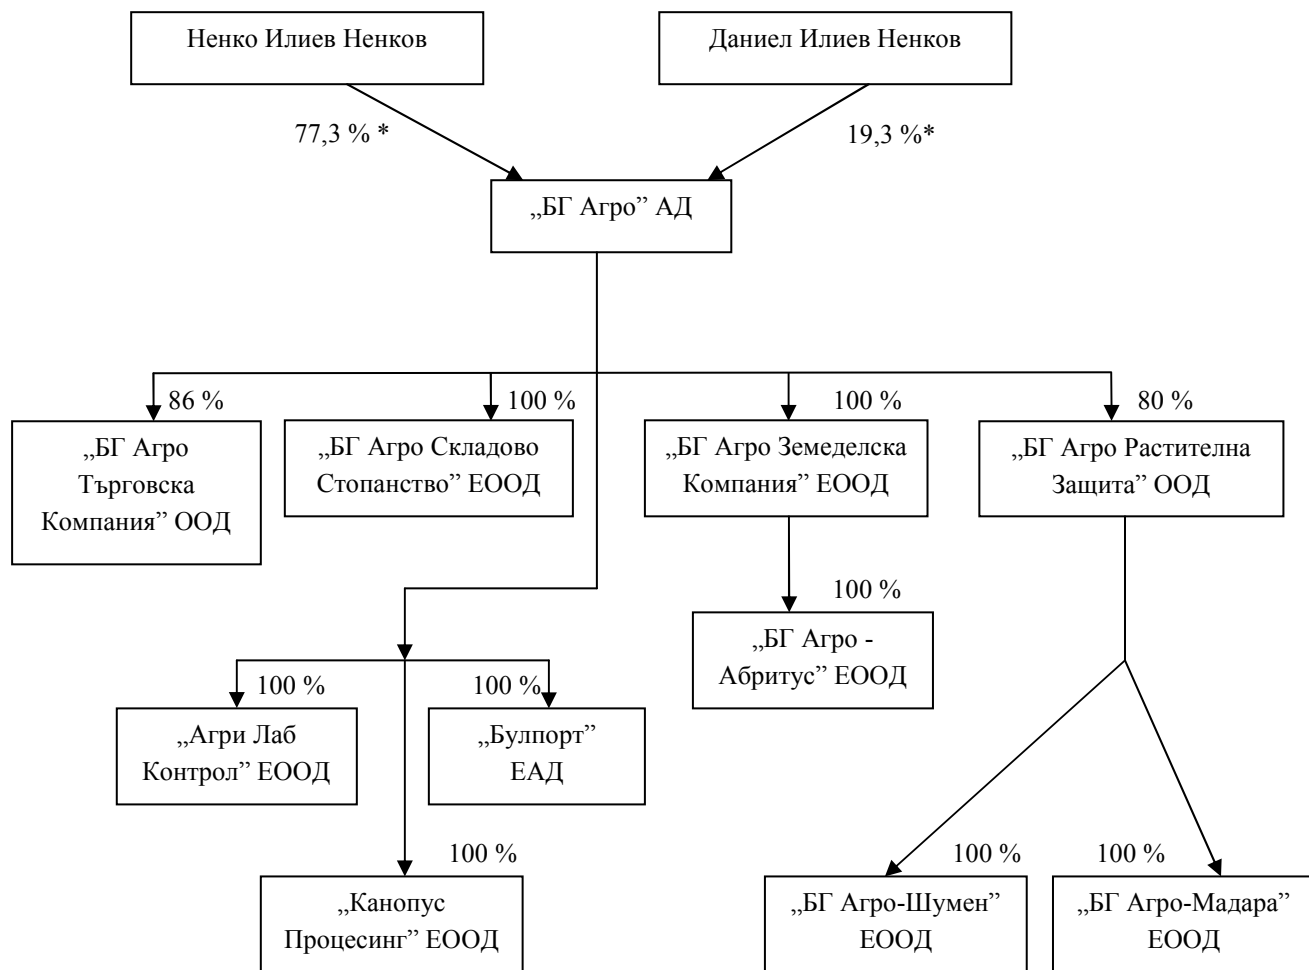 Ненко Илиев Ненков
Даниел Илиев Ненков
77,3 % *
19,3 %*
„БГ Агро” АД
86 %
100 %
100 %
80 %
„БГ Агро
Търговска
Компания” ООД
„БГ Агро Складово
Стопанство” ЕООД
„БГ Агро Земеделска
Компания” ЕООД
„БГ Агро Растителна
Защита” ООД
100 %
„БГ Агро -
Абритус” ЕООД
100 %
100 %
„Агри Лаб
Контрол” ЕООД
„Булпорт”
ЕАД
100 %
100 %
100 %
„Канопус
Процесинг” ЕООД
„БГ Агро-Шумен”
ЕООД
„БГ Агро-Мадара”
ЕООД